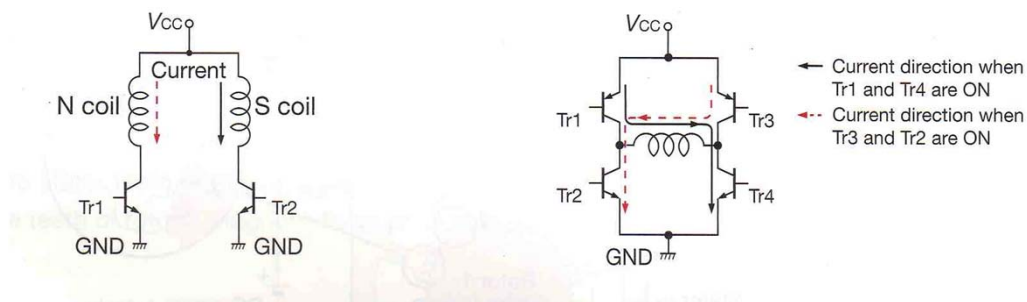 Vcc
Current
N coil
S coil
Tr1
Tr2
GND
GND
Vcc
Tr1
Tr3
Tr2
Tr4
GND
Current direction when
Tr1 and Tr4 are ON
Current direction when
Tr3 and Tr2 are ON